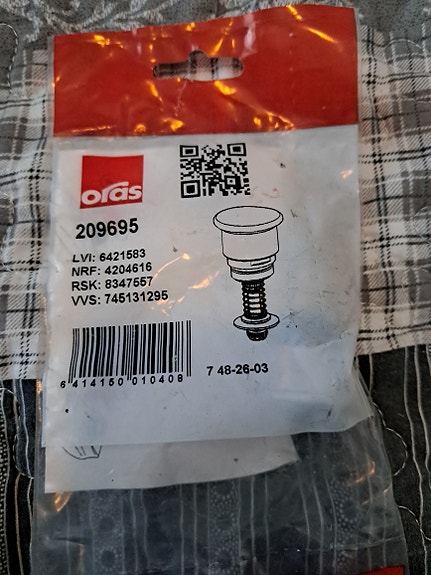 oras
209695
LVI: 6421583
NRF: 4204616
RSK: 8347557
VVS: 745131295
6 414150 010408
7 48-26-03